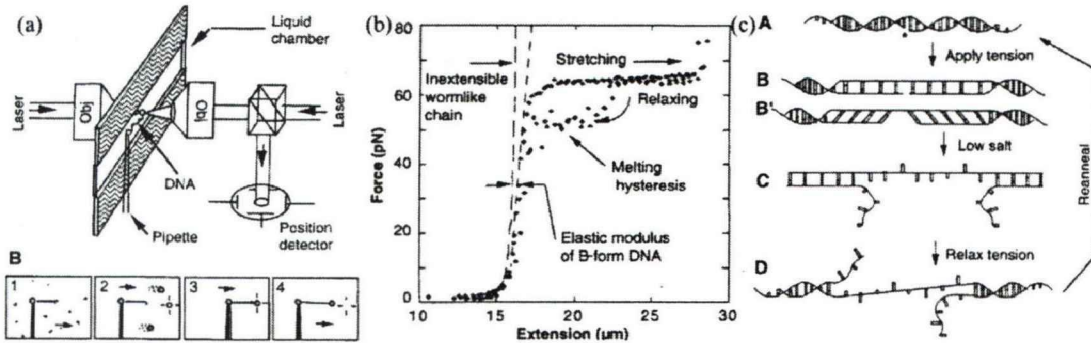 (a)
Liquid
chamber
Laser
Obj
Obj
Laser
DNA
Pipette
Position
detector
B
1
2
3
4
(b)
Force (pN)
80
60
40
20
0
10
15
20
25
30
Extension (µm)
Inextensible
wormlike
chain
Stretching
Relaxing
Melting
hysteresis
Elastic modulus
of B-form DNA
(c)
A
Apply tension
B
B'
Low salt
C
Relax tension
D
Reanneal